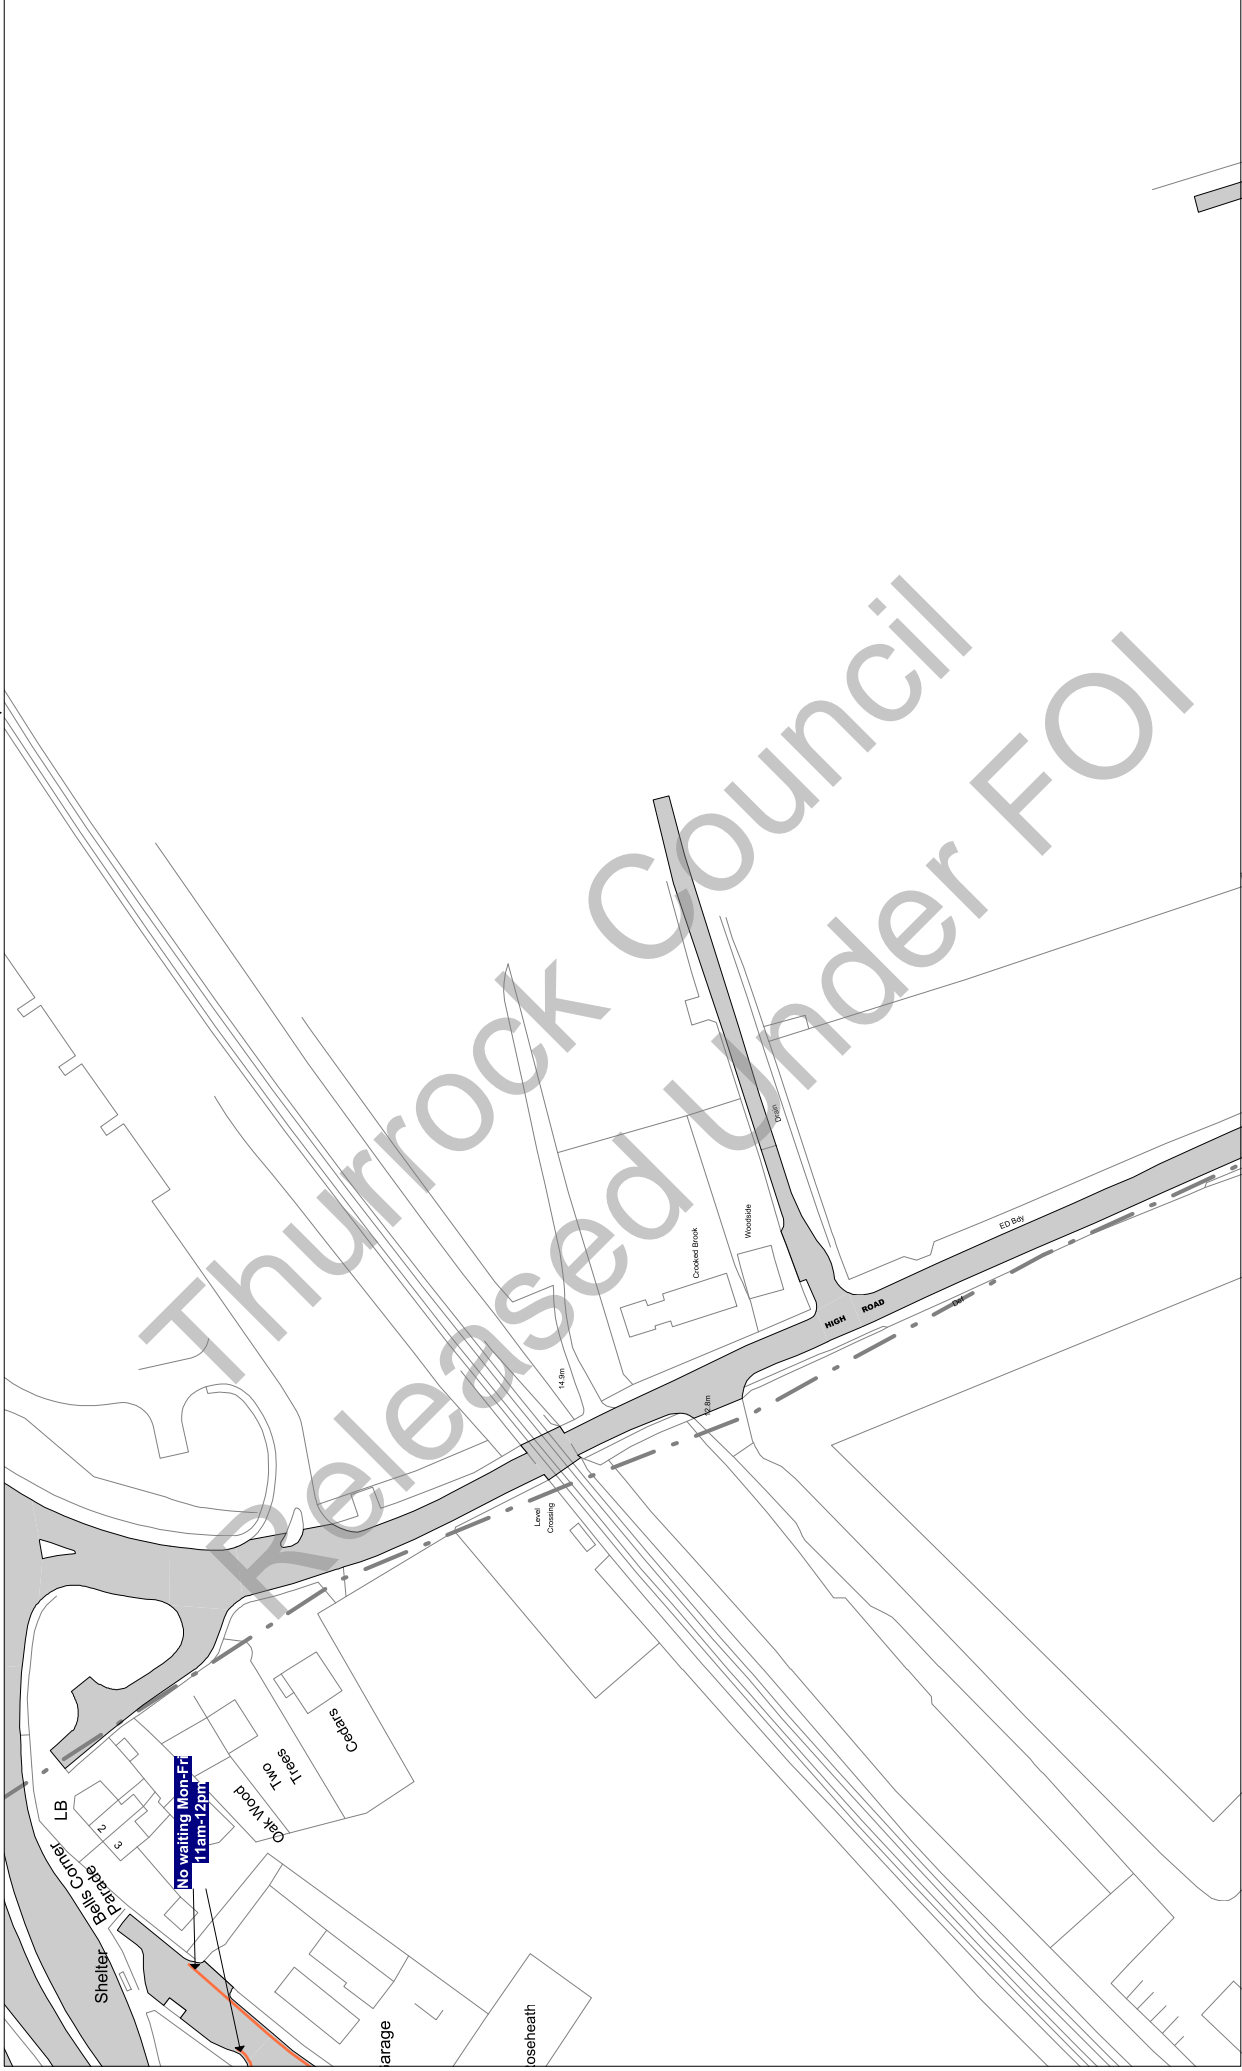 Thurrock Council
Released Under FOI
14.9m
Crooked Brook
Woodside
Drain
ED Bdy
HIGH ROAD
Def
12.8m
Level
Crossing
Cedars
Two
Trees
Oak Wood
No waiting Mon-Fri
11am-12pm
LB
2
3
Bells Corner
Parade
Shelter
arage
oseheath